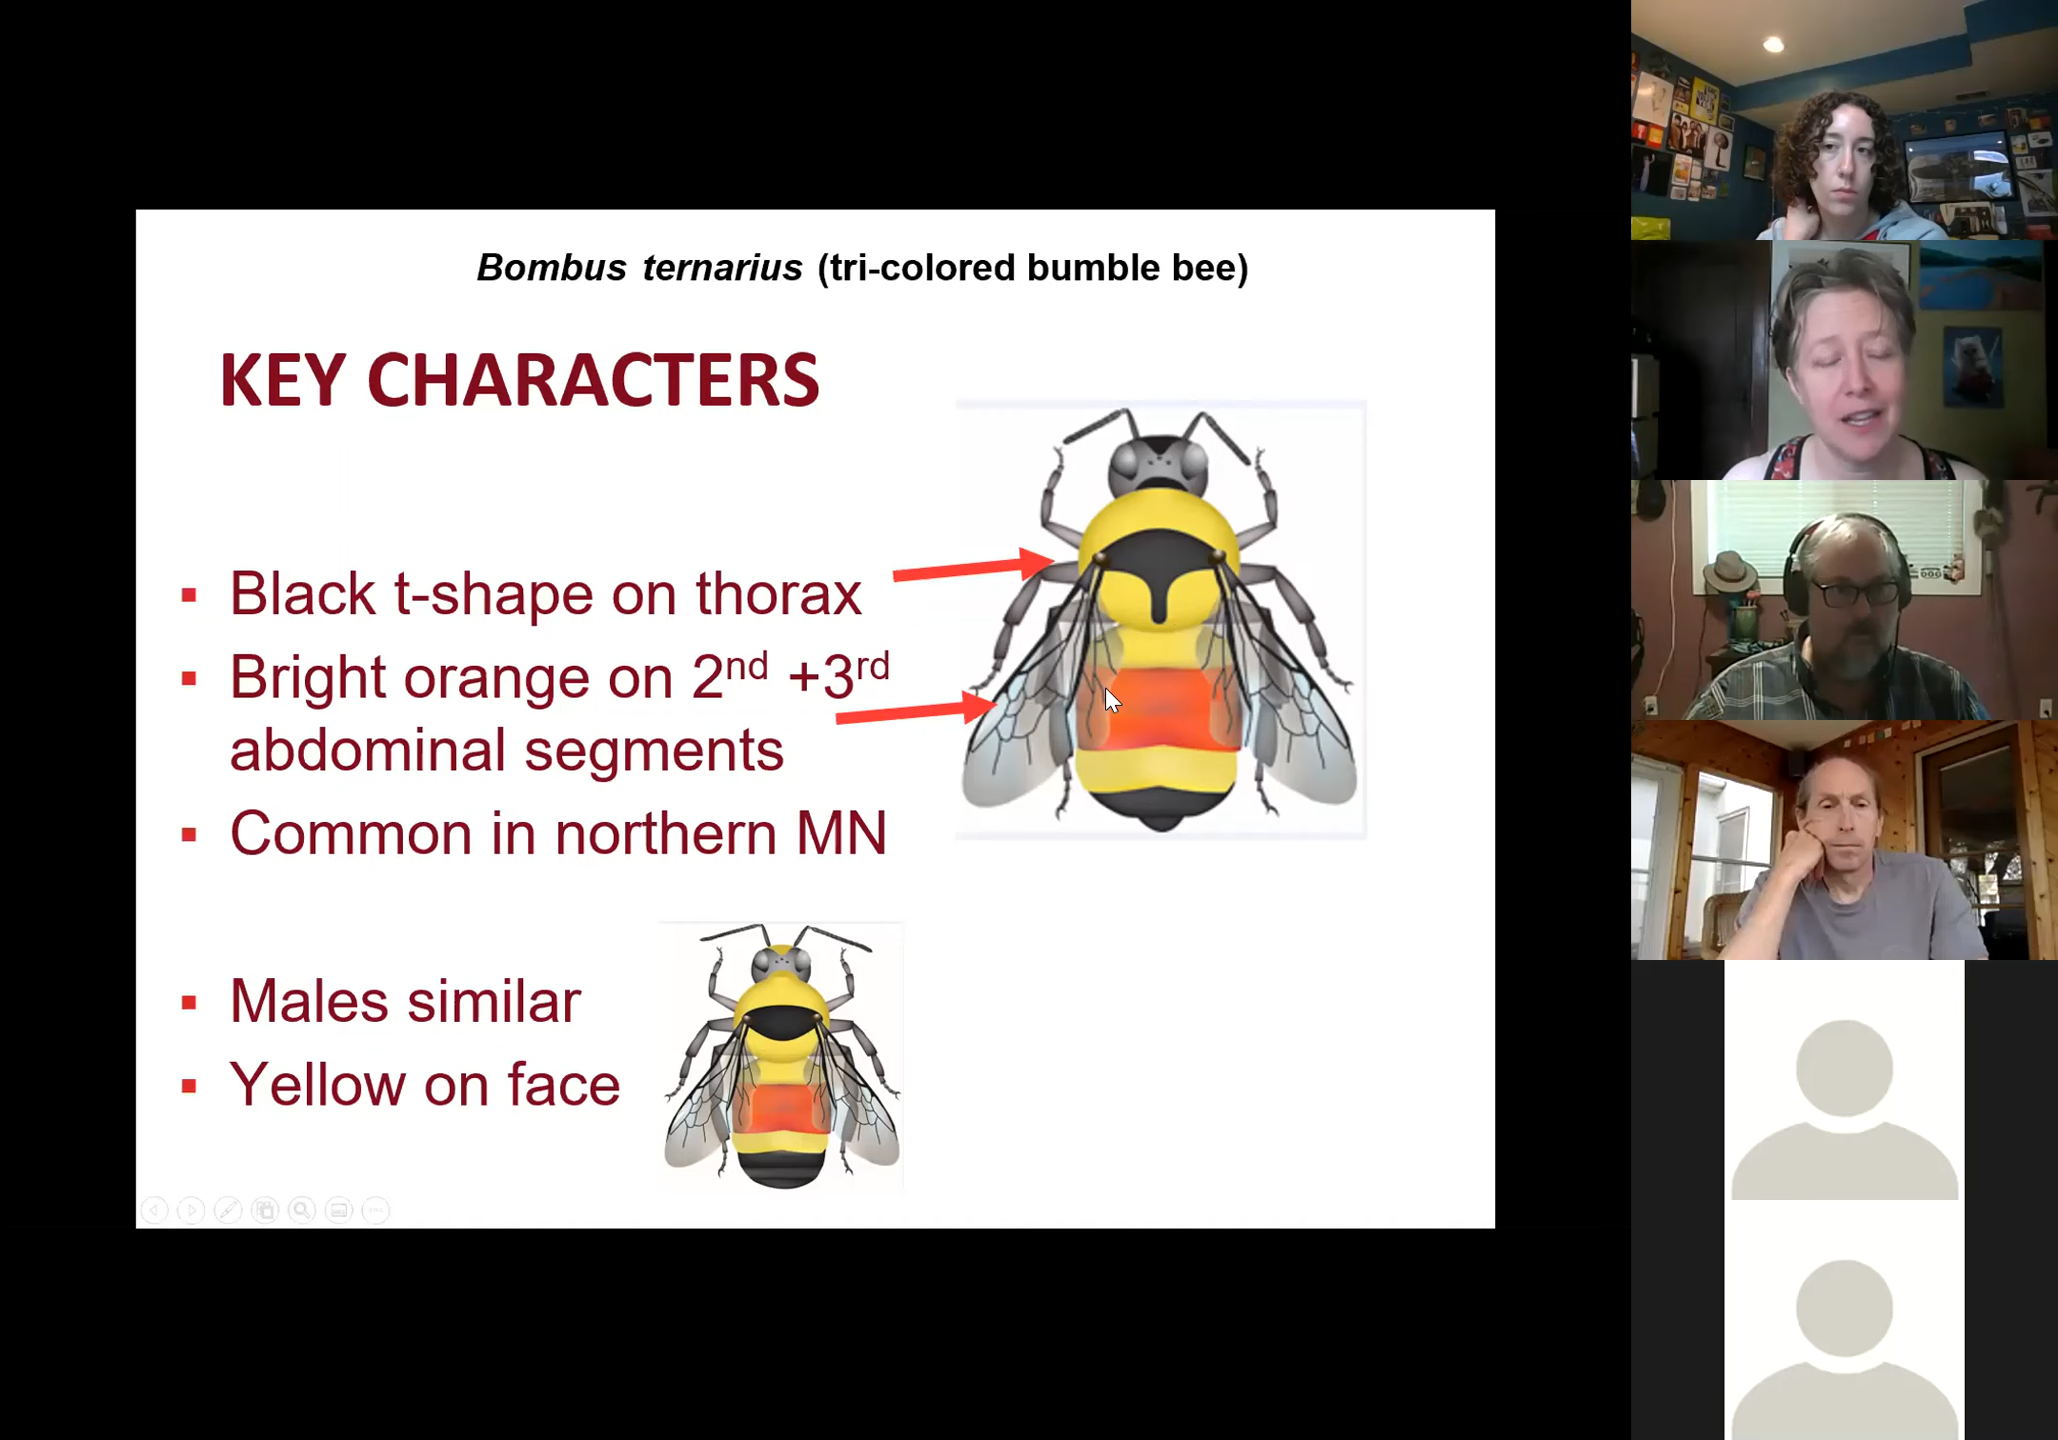 Bombus ternarius (tri-colored bumble bee)
KEY CHARACTERS
▪ Black t-shape on thorax
▪ Bright orange on 2nd +3rd
abdominal segments
▪ Common in northern MN
▪ Males similar
▪ Yellow on face